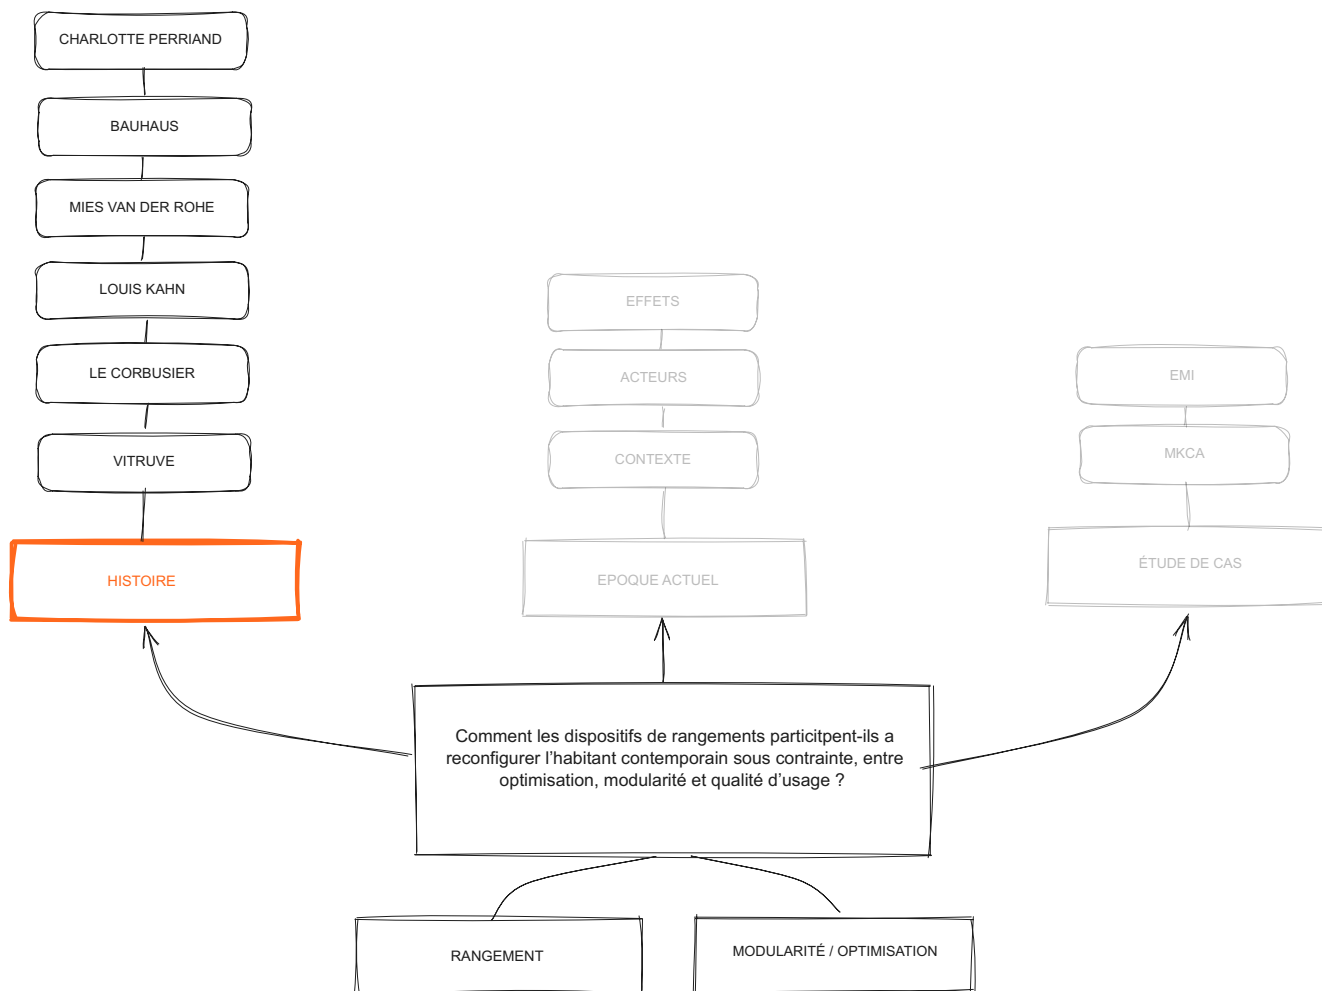 CHARLOTTE PERRIAND
BAUHAUS
MIES VAN DER ROHE
LOUIS KAHN
LE CORBUSIER
VITRUVE
HISTOIRE
EFFETS
ACTEURS
CONTEXTE
EPOQUE ACTUEL
EMI
MKCA
ÉTUDE DE CAS
Comment les dispositifs de rangements particitpent-ils a
reconfigurer l’habitant contemporain sous contrainte, entre
optimisation, modularité et qualité d’usage ?
RANGEMENT
MODULARITÉ / OPTIMISATION